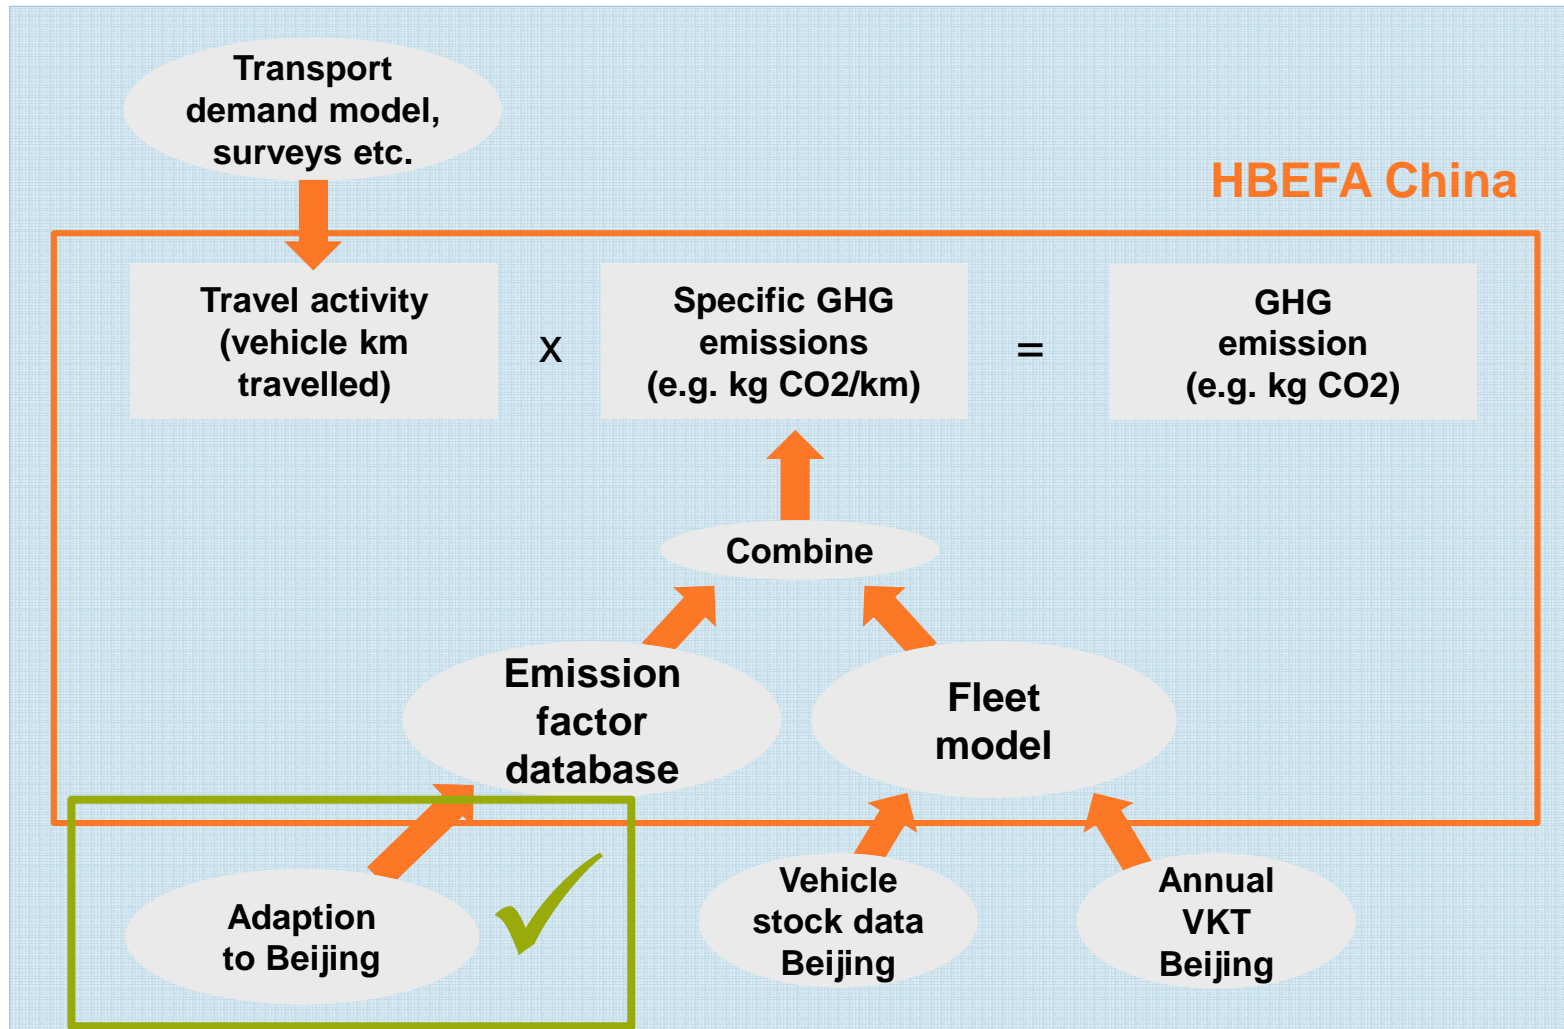 Transport
demand model,
surveys etc.
HBEFA China
Travel activity
(vehicle km
travelled)
x
Specific GHG
emissions
(e.g. kg CO2/km)
=
GHG
emission
(e.g. kg CO2)
Combine
Emission
factor
database
Fleet
model
Adaption
to Beijing
Vehicle
stock data
Beijing
Annual
VKT
Beijing